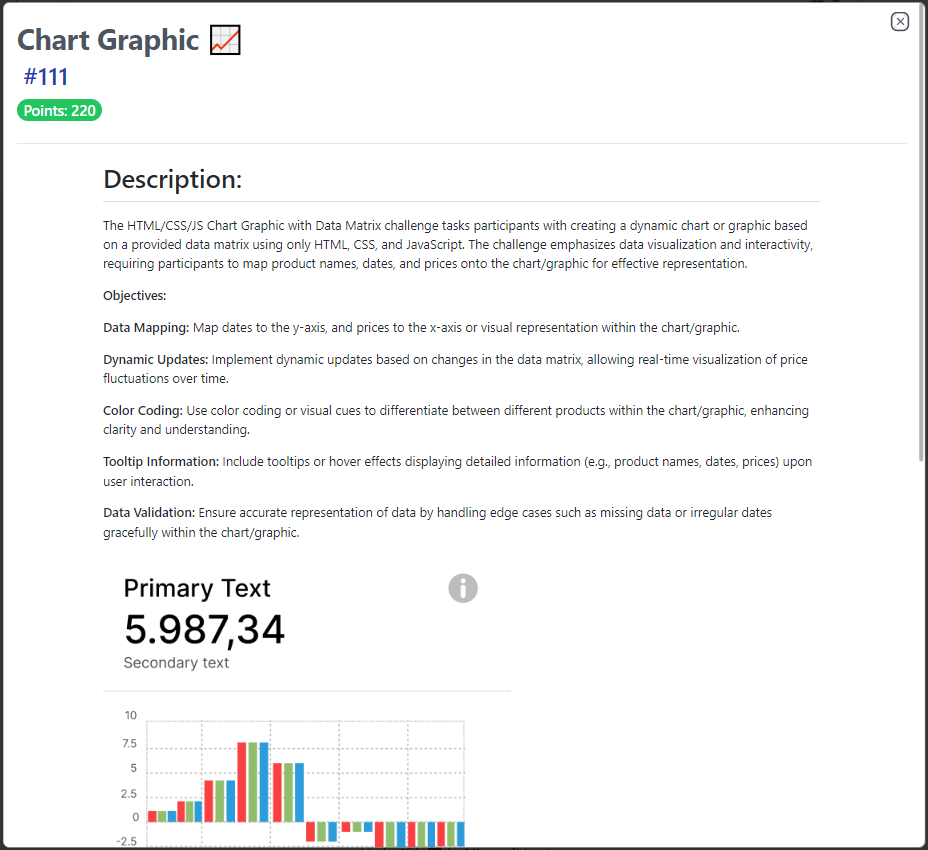 Chart Graphic
#111
Points: 220
Description:
The HTML/CSS/JS Chart Graphic with Data Matrix challenge tasks participants with creating a dynamic chart or graphic based
on a provided data matrix using only HTML, CSS, and JavaScript. The challenge emphasizes data visualization and interactivity,
requiring participants to map product names, dates, and prices onto the chart/graphic for effective representation.
Objectives:
Data Mapping: Map dates to the y-axis, and prices to the x-axis or visual representation within the chart/graphic.
Dynamic Updates: Implement dynamic updates based on changes in the data matrix, allowing real-time visualization of price
fluctuations over time.
Color Coding: Use color coding or visual cues to differentiate between different products within the chart/graphic, enhancing
clarity and understanding.
Tooltip Information: Include tooltips or hover effects displaying detailed information (e.g., product names, dates, prices) upon
user interaction.
Data Validation: Ensure accurate representation of data by handling edge cases such as missing data or irregular dates
gracefully within the chart/graphic.
Primary Text
5.987,34
Secondary text
10
7.5
5
2.5
0
-2.5